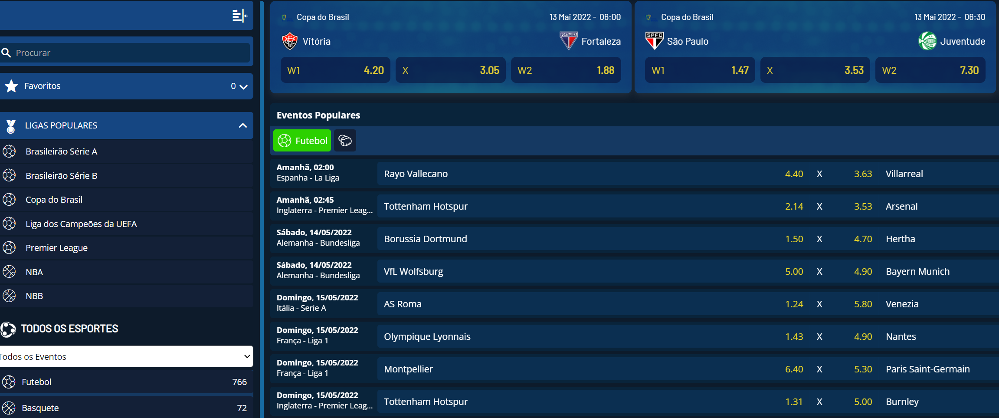 Procurar
Favoritos 0
LIGAS POPULARES
Brasileirão Série A
Brasileirão Série B
Copa do Brasil
Liga dos Campeões da UEFA
Premier League
NBA
NBB
TODOS OS ESPORTES
Todos os Eventos
Futebol 766
Basquete 72
Copa do Brasil 13 Mai 2022 - 06:00
Vitória FORTALEZA Fortaleza
W1 4.20 X 3.05 W2 1.88
Copa do Brasil 13 Mai 2022 - 06:30
SPFC São Paulo Juventude
W1 1.47 X 3.53 W2 7.30
Eventos Populares
Futebol
Amanhã, 02:00
Espanha - La Liga
Rayo Vallecano 4.40 X 3.63 Villarreal
Amanhã, 02:45
Inglaterra - Premier Leag...
Tottenham Hotspur 2.14 X 3.53 Arsenal
Sábado, 14/05/2022
Alemanha - Bundesliga
Borussia Dortmund 1.50 X 4.70 Hertha
Sábado, 14/05/2022
Alemanha - Bundesliga
VfL Wolfsburg 5.00 X 4.90 Bayern Munich
Domingo, 15/05/2022
Itália - Serie A
AS Roma 1.24 X 5.80 Venezia
Domingo, 15/05/2022
França - Liga 1
Olympique Lyonnais 1.43 X 4.90 Nantes
Domingo, 15/05/2022
França - Liga 1
Montpellier 6.40 X 5.30 Paris Saint-Germain
Domingo, 15/05/2022
Inglaterra - Premier Leag...
Tottenham Hotspur 1.31 X 5.00 Burnley